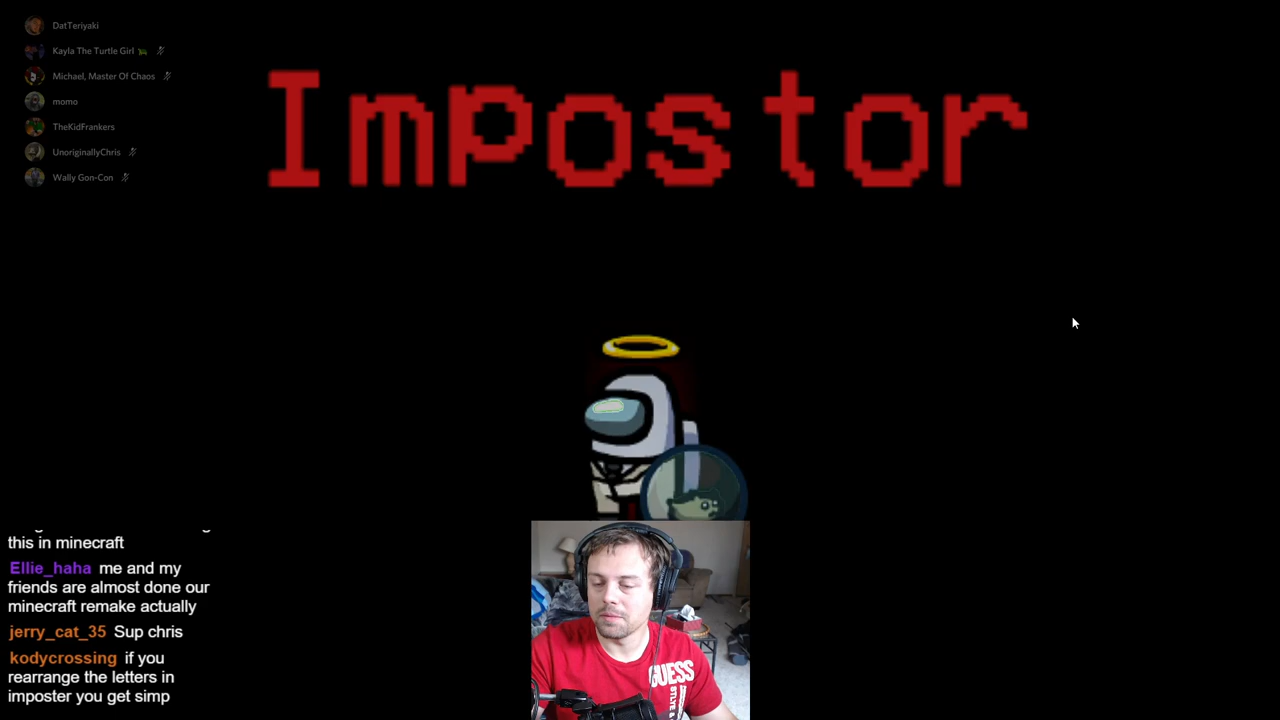 DatTeriyaki
Kayla The Turtle Girl
Michael, Master Of Chaos
momo
TheKidFrankers
UnoriginallyChris
Wally Gon-Con
Impostor
this in minecraft
Ellie_haha me and my
friends are almost done our
minecraft remake actually
jerry_cat_35 Sup chris
kodycrossing if you
rearrange the letters in
imposter you get simp
GUESS